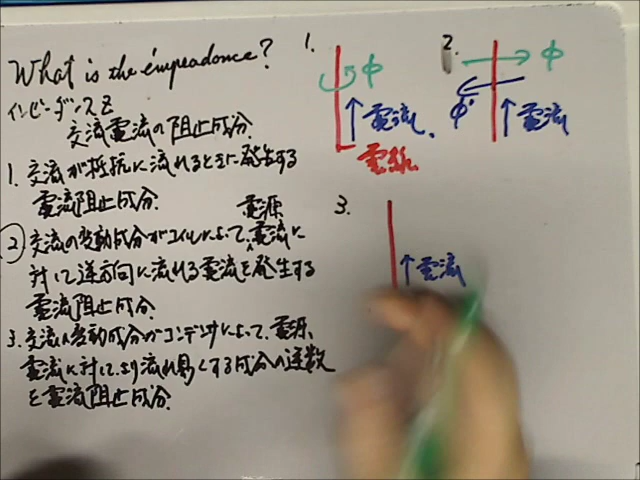 What is the empeadonce?
インピーダンスZ
交流電流の阻止成分
1. 交流が抵抗に流れるときに発生する
電流阻止成分
② 交流の変動成分がコイルによって、電源電流に
対して逆方向に流れる電流を発生する
電流阻止成分
3. 交流の変動成分がコンデンサによって、電源
電流に対して、より流れ易くする成分の逆数
を電流阻止成分
1.
φ
↑電流
電線
2.
φ
φ'
↑電流
3.
↑電流